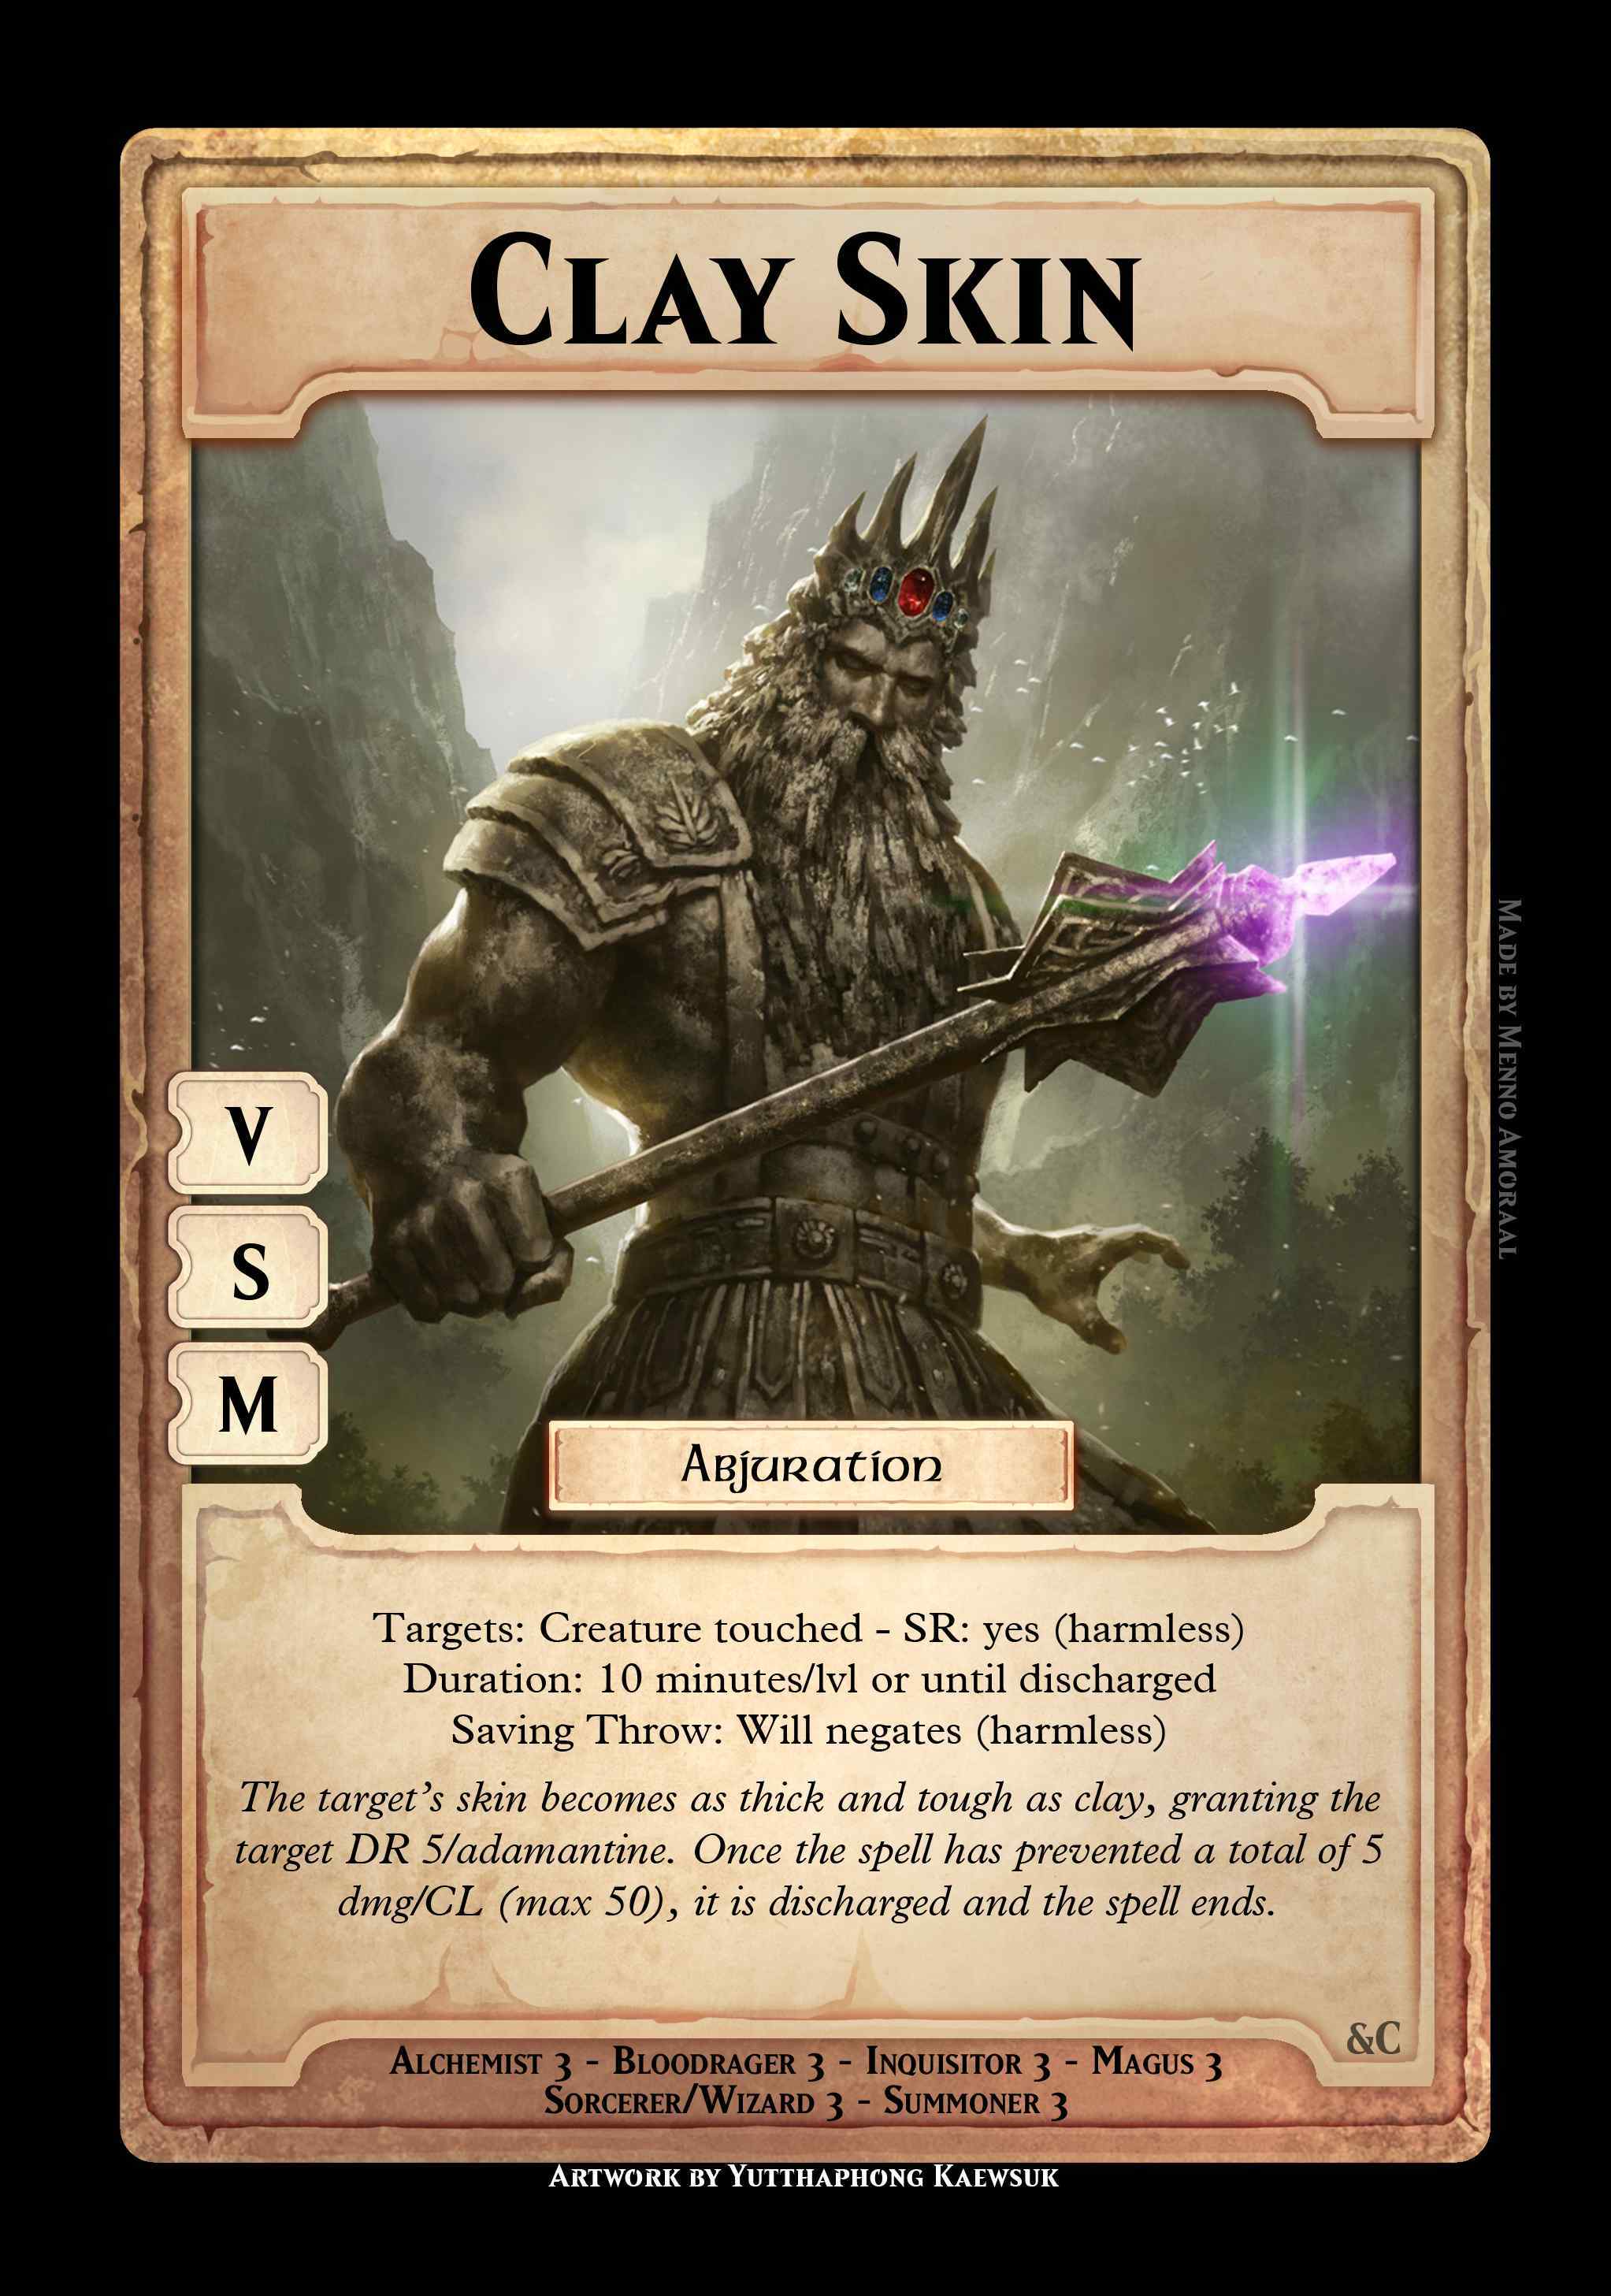 Clay Skin
V
S
M
Abjuration
Targets: Creature touched - SR: yes (harmless)
Duration: 10 minutes/lvl or until discharged
Saving Throw: Will negates (harmless)
The target's skin becomes as thick and tough as clay, granting the
target DR 5/adamantine. Once the spell has prevented a total of 5
dmg/CL (max 50), it is discharged and the spell ends.
&C
Alchemist 3 - Bloodrager 3 - Inquisitor 3 - Magus 3
Sorcerer/Wizard 3 - Summoner 3
Artwork by Yutthaphong Kaewsuk
Made by Menno Amoraal